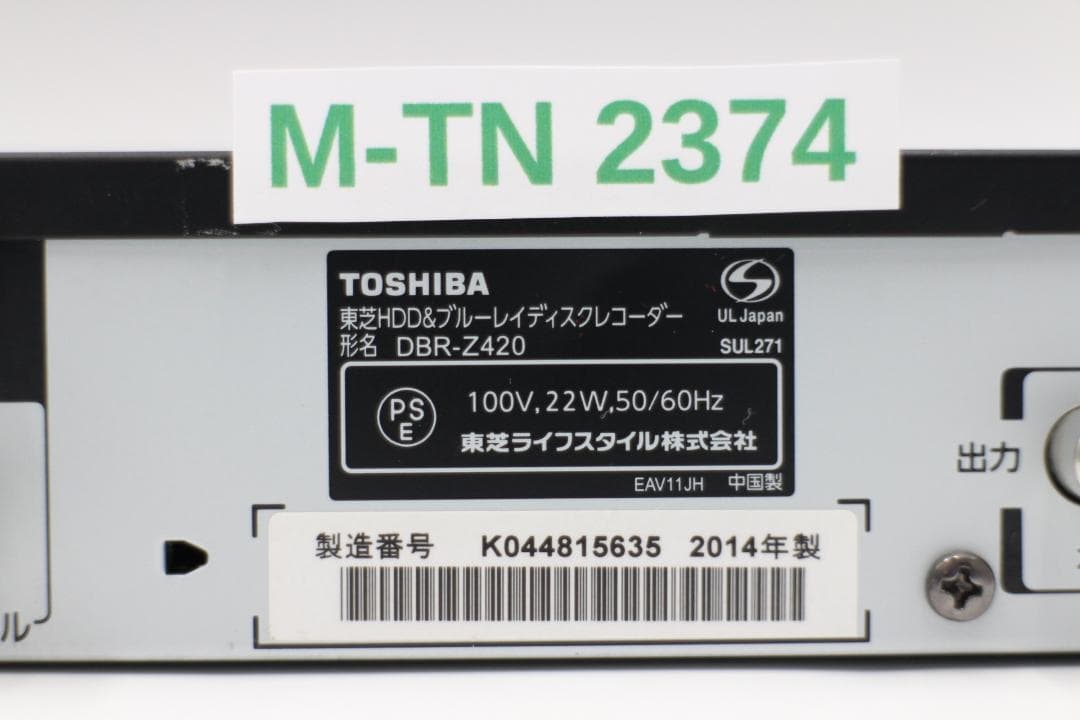 M-TN 2374
TOSHIBA
東芝HDD&ブルーレイディスクレコーダー
形名 DBR-Z420
UL Japan
SUL271
PS
E
100V,22W,50/60Hz
東芝ライフスタイル株式会社
EAV11JH 中国製
製造番号 K044815635 2014年製
出力
ル